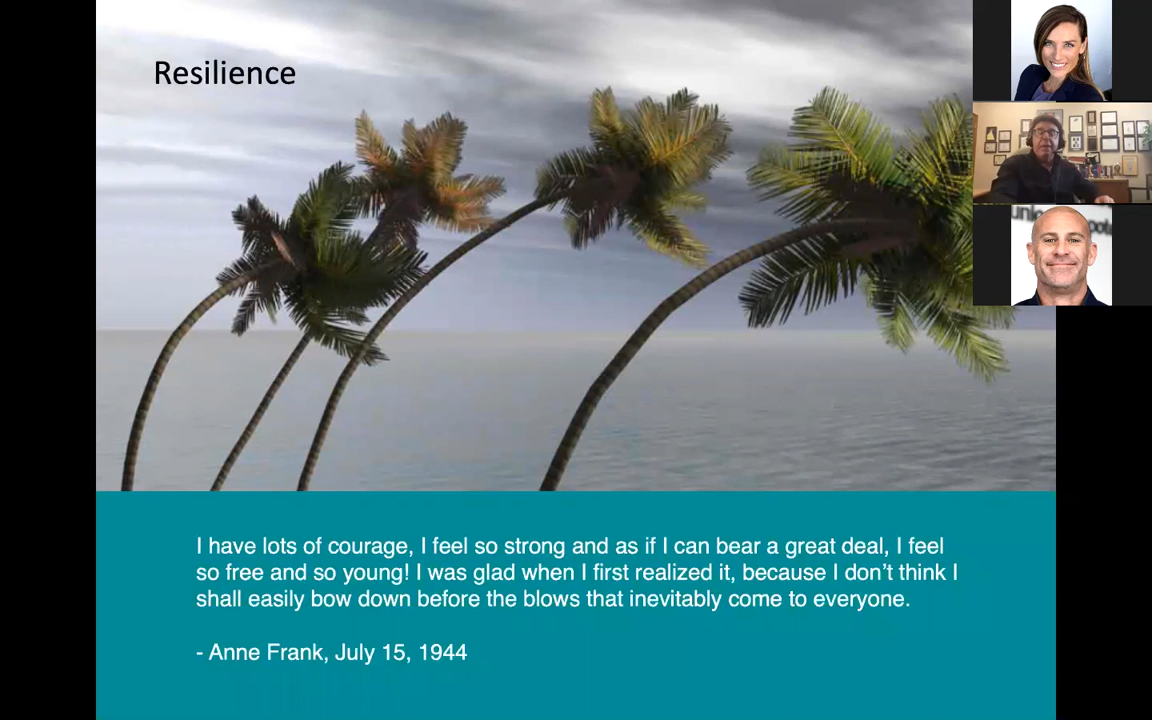 Resilience
I have lots of courage, I feel so strong and as if I can bear a great deal, I feel
so free and so young! I was glad when I first realized it, because I don’t think I
shall easily bow down before the blows that inevitably come to everyone.
- Anne Frank, July 15, 1944